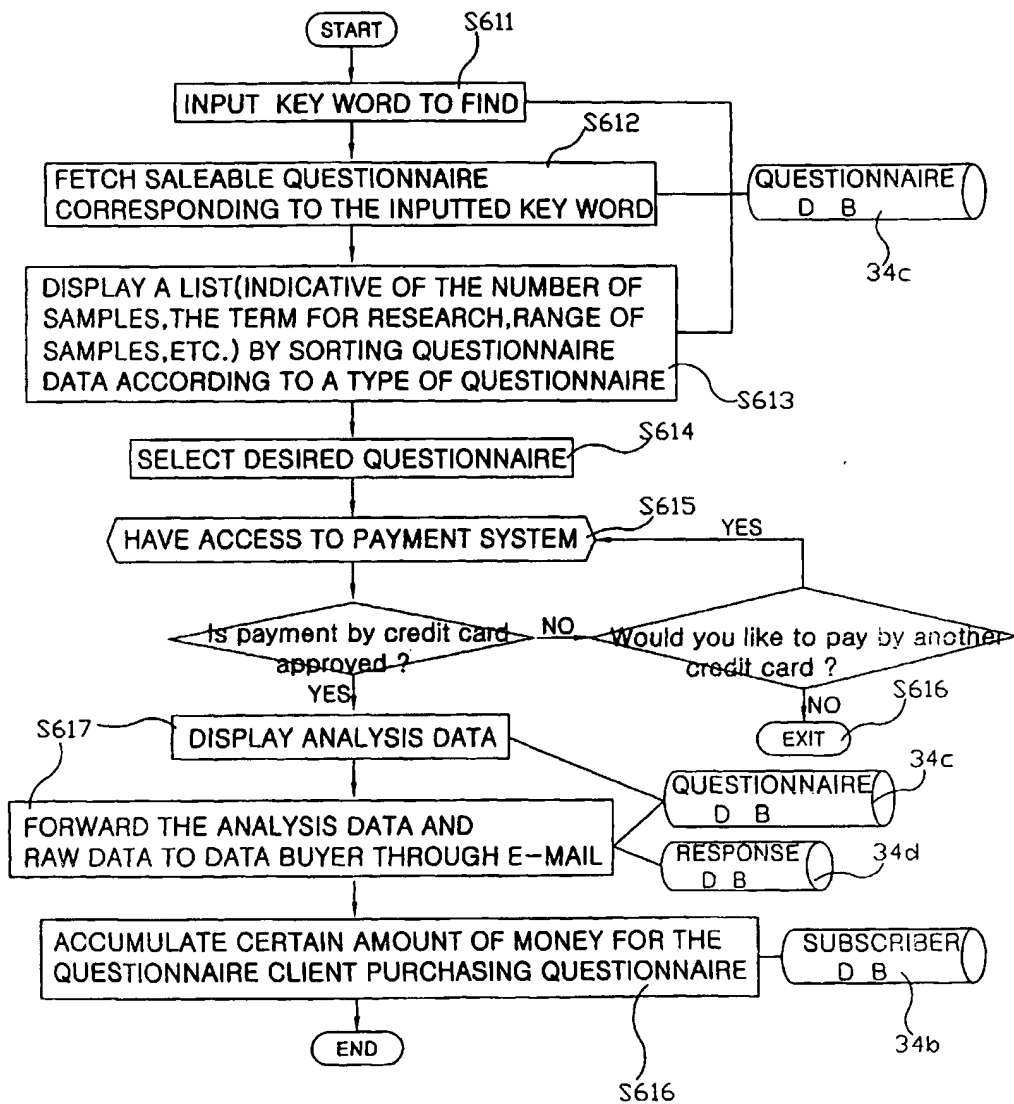 S611
START
INPUT KEY WORD TO FIND
S612
FETCH SALEABLE QUESTIONNAIRE
CORRESPONDING TO THE INPUTTED KEY WORD
QUESTIONNAIRE
D B
34c
DISPLAY A LIST(INDICATIVE OF THE NUMBER OF
SAMPLES,THE TERM FOR RESEARCH,RANGE OF
SAMPLES,ETC.) BY SORTING QUESTIONNAIRE
DATA ACCORDING TO A TYPE OF QUESTIONNAIRE
S613
S614
SELECT DESIRED QUESTIONNAIRE
S615
HAVE ACCESS TO PAYMENT SYSTEM
YES
Is payment by credit card
approved ?
NO
Would you like to pay by another
credit card ?
YES
NO
S616
EXIT
S617
DISPLAY ANALYSIS DATA
34c
QUESTIONNAIRE
D B
FORWARD THE ANALYSIS DATA AND
RAW DATA TO DATA BUYER THROUGH E-MAIL
RESPONSE
D B
34d
ACCUMULATE CERTAIN AMOUNT OF MONEY FOR THE
QUESTIONNAIRE CLIENT PURCHASING QUESTIONNAIRE
SUBSCRIBER
D B
34b
END
S616